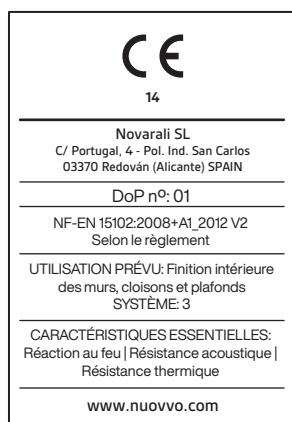 CE
14
Novarali SL
C/ Portugal, 4 - Pol. Ind. San Carlos
03370 Redován (Alicante) SPAIN
DoP nº: 01
NF-EN 15102:2008+A1_2012 V2
Selon le règlement
UTILISATION PRÉVU: Finition intérieure
des murs, cloisons et plafonds
SYSTÈME: 3
CARACTÉRISTIQUES ESSENTIELLES:
Réaction au feu | Résistance acoustique |
Résistance thermique
www.nuovvo.com